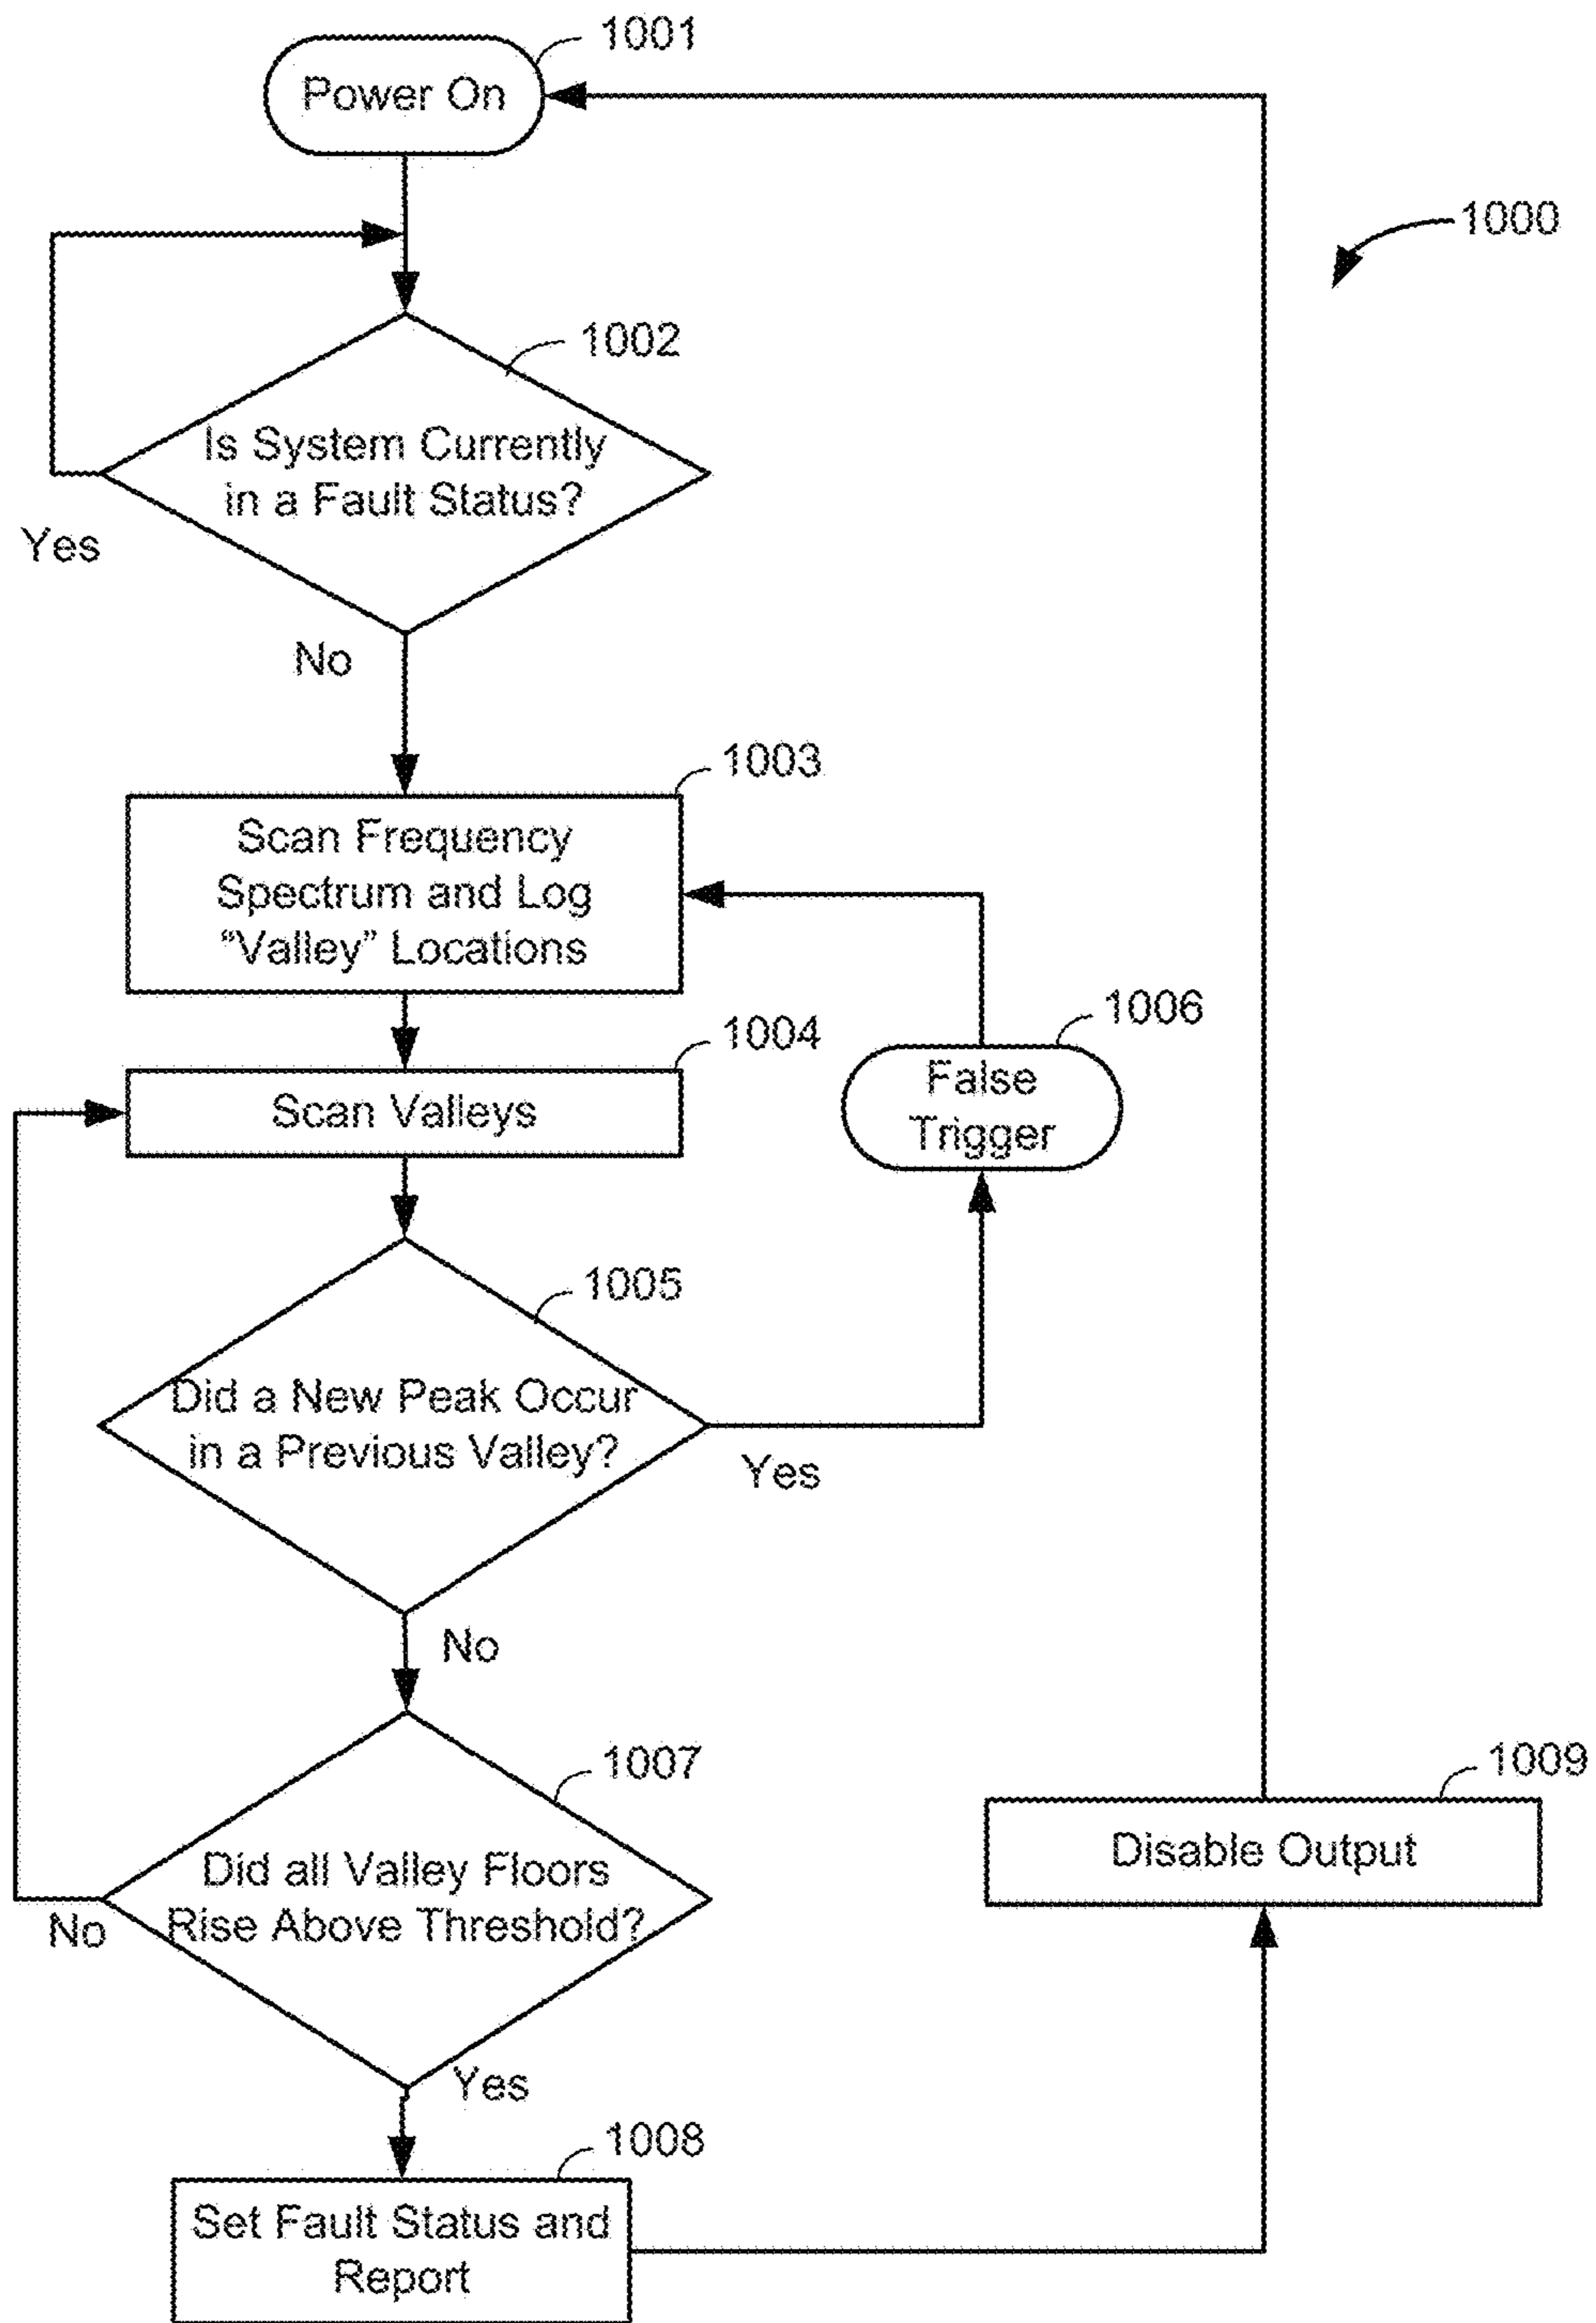 1001
Power On
1000
1002
Is System Currently
in a Fault Status?
Yes
No
1003
Scan Frequency
Spectrum and Log
“Valley” Locations
1004
1006
Scan Valleys
False
Trigger
1005
Did a New Peak Occur
in a Previous Valley?
Yes
No
1007
1009
Did all Valley Floors
Rise Above Threshold?
Disable Output
No
Yes
1008
Set Fault Status and
Report